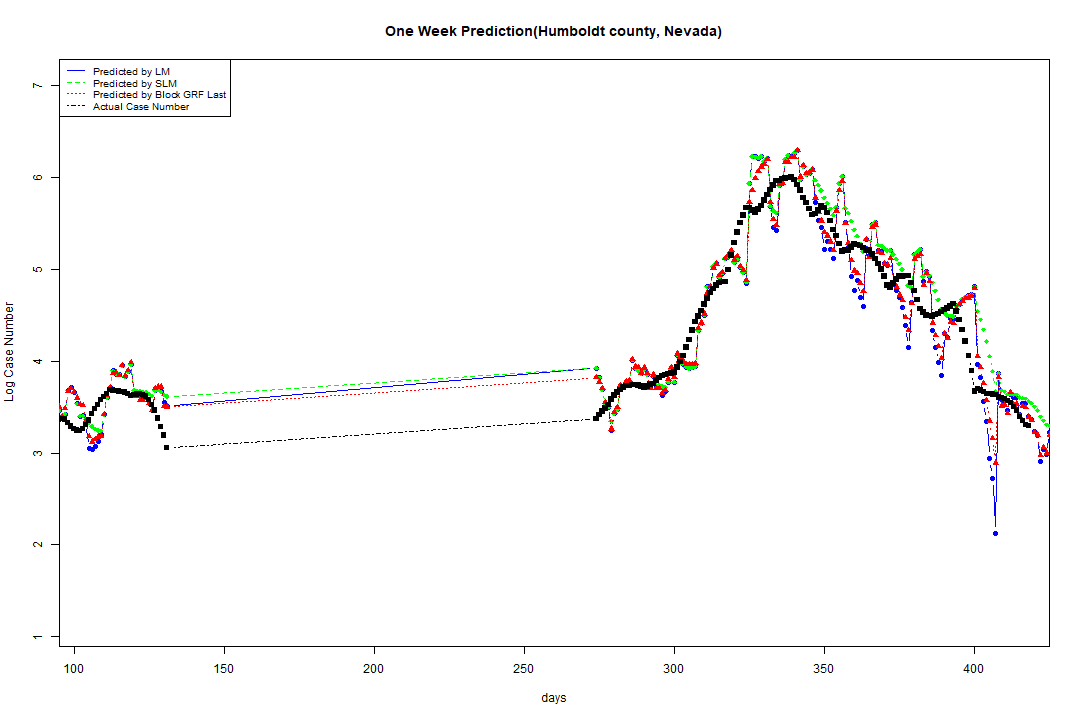 One Week Prediction(Humboldt county, Nevada)
Predicted by LM
Predicted by SLM
Predicted by Block GRF Last
Actual Case Number
7
6
5
4
3
2
1
Log Case Number
100 150 200 250 300 350 400
days